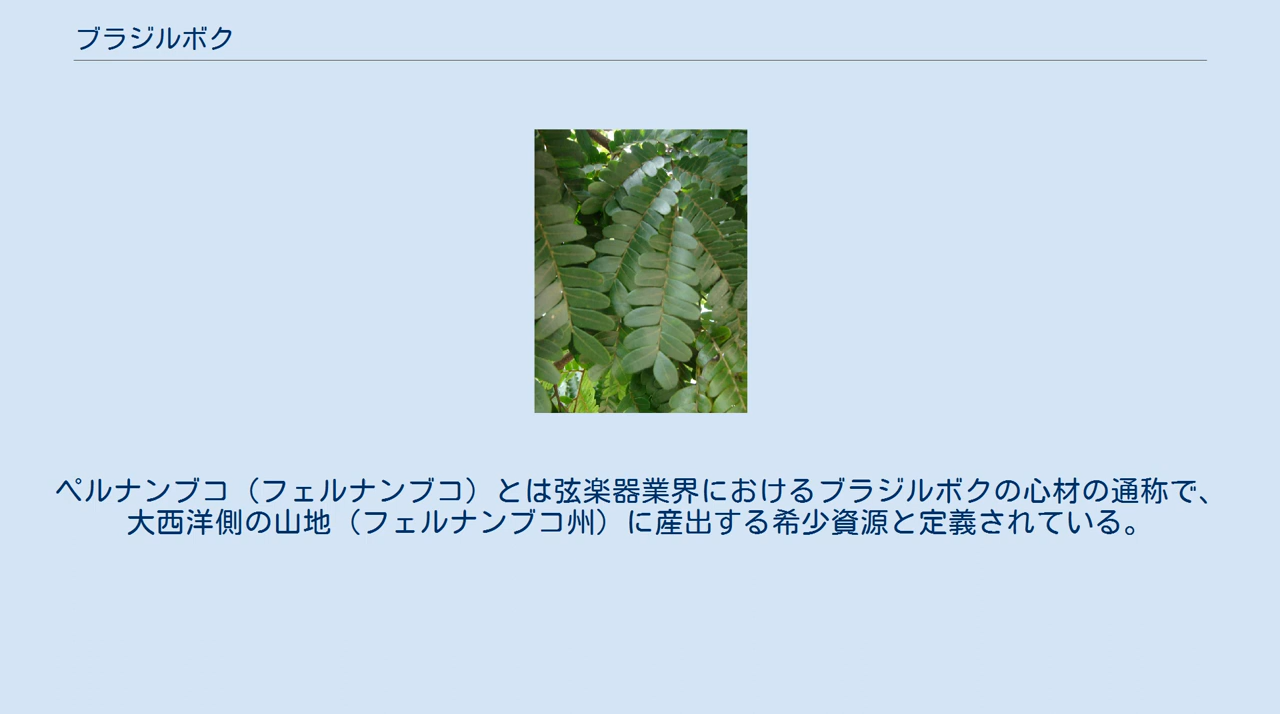 ブラジルボク
ペルナンブコ（フェルナンブコ）とは弦楽器業界におけるブラジルボクの心材の通称で、
大西洋側の山地（フェルナンブコ州）に産出する希少資源と定義されている。